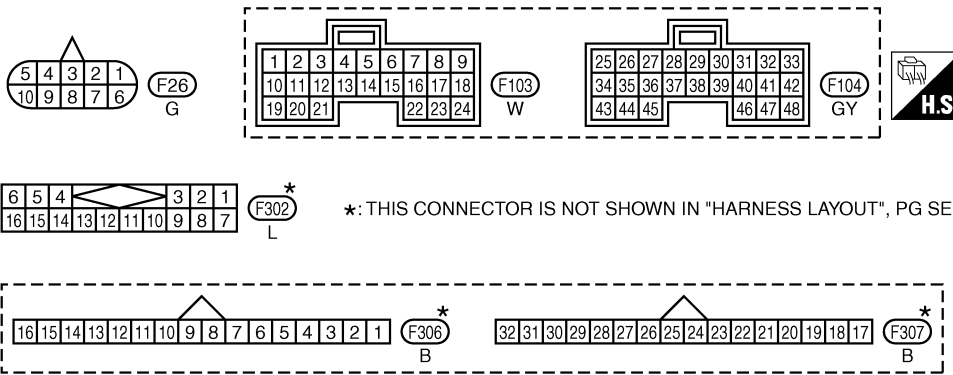 5 4 3 2 1
10 9 8 7 6
F26
G
1 2 3 4 5 6 7 8 9
10 11 12 13 14 15 16 17 18
19 20 21 22 23 24
F103
W
25 26 27 28 29 30 31 32 33
34 35 36 37 38 39 40 41 42
43 44 45 46 47 48
F104
GY
H.S
6 5 4 3 2 1
16 15 14 13 12 11 10 9 8 7
F302 *
L
*: THIS CONNECTOR IS NOT SHOWN IN "HARNESS LAYOUT", PG SE
16 15 14 13 12 11 10 9 8 7 6 5 4 3 2 1
F306 *
B
32 31 30 29 28 27 26 25 24 23 22 21 20 19 18 17
F307 *
B